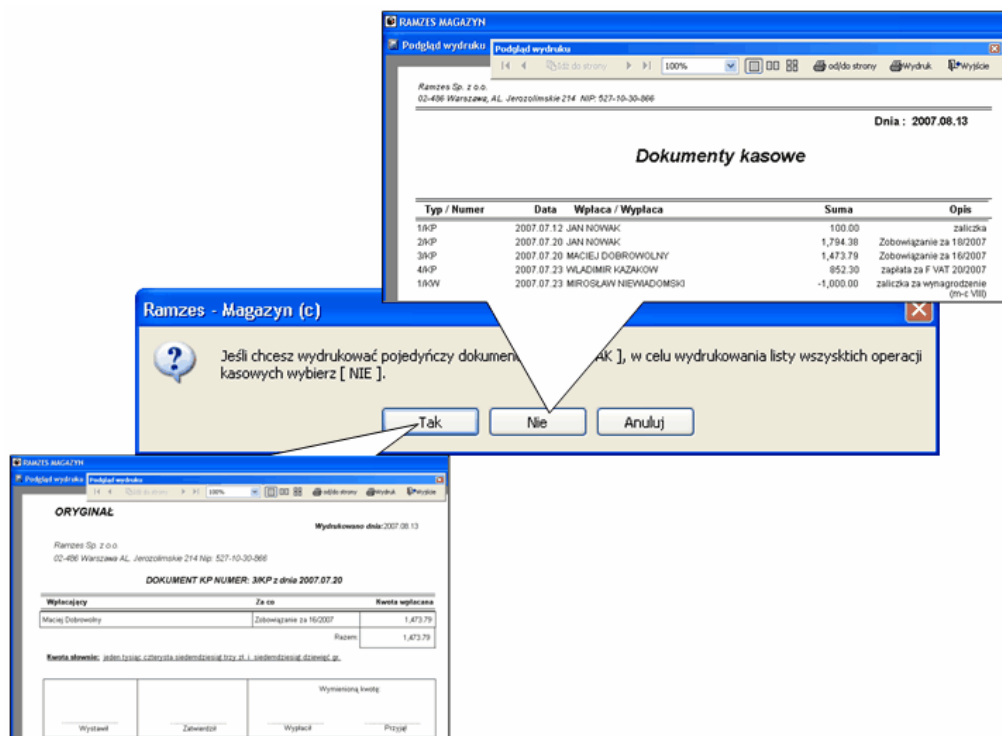 RAMZES MAGAZYN
Podgląd wydruku
Podgląd wydruku
Idź do strony 100% od/do strony Wydruk Wyjście
Ramzes Sp. z o.o.
02-486 Warszawa, AL. Jerozolimskie 214 NIP: 527-10-30-866
Dnia : 2007.08.13
Dokumenty kasowe
Typ / Numer Data Wpłaca / Wypłaca Suma Opis
1/KP 2007.07.12 JAN NOWAK 100.00 zaliczka
2/KP 2007.07.20 JAN NOWAK 1,794.38 Zobowiązanie za 18/2007
3/KP 2007.07.20 MACIEJ DOBROWOLNY 1,473.79 Zobowiązanie za 16/2007
4/KP 2007.07.23 WLADIMIR KAZAKOW 852.30 zapłata za F VAT 20/2007
1/KW 2007.07.23 MIROSŁAW NIEWIADOMSKI -1,000.00 zaliczka za wynagrodzenie
(m-c VIII)
Ramzes - Magazyn (c)
Jeśli chcesz wydrukować pojedyńczy dokument AK ], w celu wydrukowania listy wszysktich operacji
kasowych wybierz [ NIE ].
Tak Nie Anuluj
RAMZES MAGAZYN
Podgląd wydruku
Podgląd wydruku
Idź do strony 100% od/do strony Wydruk Wyjście
ORYGINAŁ
Wydrukowano dnia:2007.08.13
Ramzes Sp. z o.o.
02-486 Warszawa AL. Jerozolimskie 214 Nip: 527-10-30-866
DOKUMENT KP NUMER: 3/KP z dnia 2007.07.20
Wpłacający Za co Kwota wpłacana
Maciej Dobrowolny Zobowiązanie za 16/2007 1,473.79
Razem: 1,473.79
Kwota słownie: jeden tysiąc czterysta siedemdziesiąt trzy zł. i. siedemdziesiąt dziewięć gr.
Wymienioną kwotę:
Wystawił Zatwierdził Wypłacił Przyjął